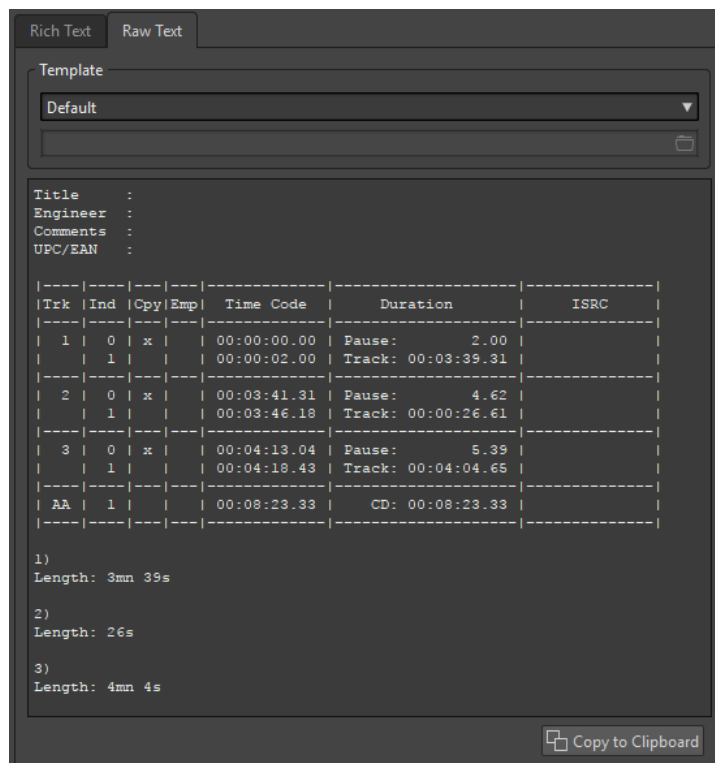 Rich Text Raw Text
Template
Default
Title      :
Engineer   :
Comments   :
UPC/EAN    :
|----|----|---|---|-------------|--------------------|--------------|
|Trk |Ind |Cpy|Emp|  Time Code  |     Duration       |     ISRC     |
|----|----|---|---|-------------|--------------------|--------------|
|  1 |  0 | x |   | 00:00:00.00 | Pause:        2.00 |              |
|    |  1 |   |   | 00:00:02.00 | Track: 00:03:39.31 |              |
|----|----|---|---|-------------|--------------------|--------------|
|  2 |  0 | x |   | 00:03:41.31 | Pause:        4.62 |              |
|    |  1 |   |   | 00:03:46.18 | Track: 00:00:26.61 |              |
|----|----|---|---|-------------|--------------------|--------------|
|  3 |  0 | x |   | 00:04:13.04 | Pause:        5.39 |              |
|    |  1 |   |   | 00:04:18.43 | Track: 00:04:04.65 |              |
|----|----|---|---|-------------|--------------------|--------------|
| AA |  1 |   |   | 00:08:23.33 |    CD: 00:08:23.33 |              |
|----|----|---|---|-------------|--------------------|--------------|
1)
Length: 3mn 39s
2)
Length: 26s
3)
Length: 4mn 4s
Copy to Clipboard